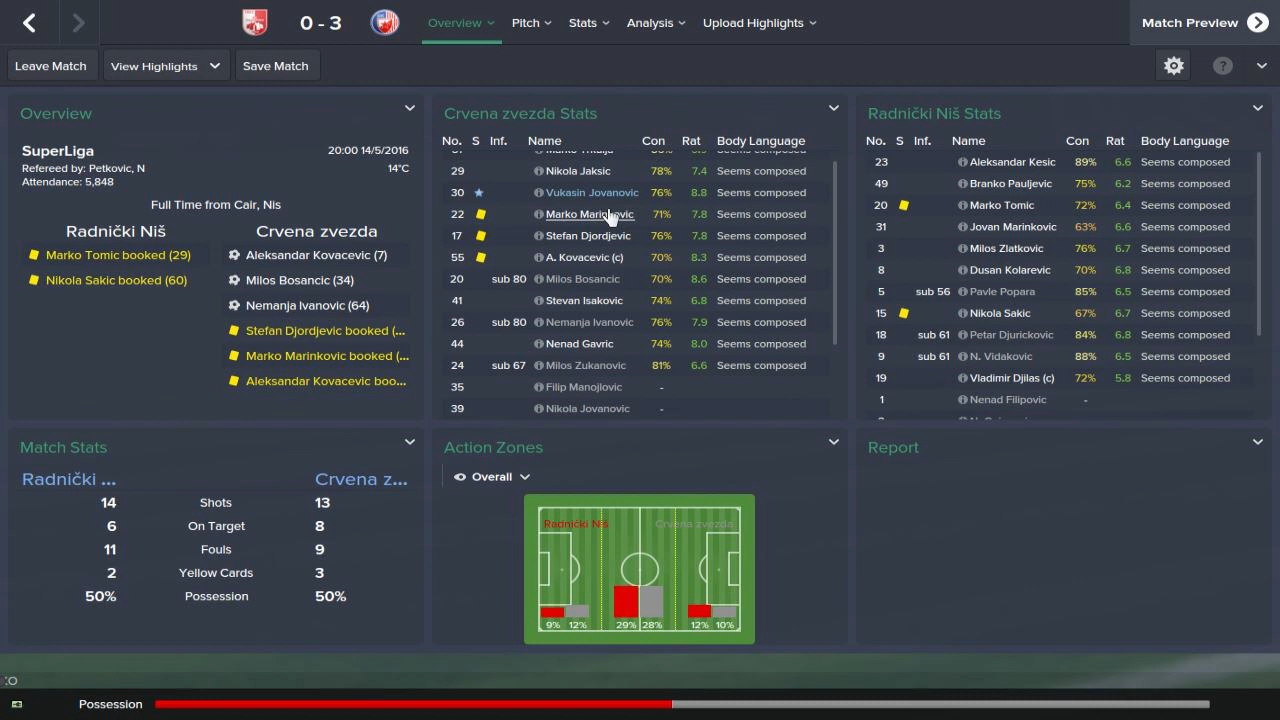 0 - 3
Overview
Pitch
Stats
Analysis
Upload Highlights
Match Preview
Leave Match
View Highlights
Save Match
?
Overview
SuperLiga
20:00 14/5/2016
Refereed by: Petkovic, N
14°C
Attendance: 5,848
Full Time from Cair, Nis
Radnički Niš
Crvena zvezda
Marko Tomic booked (29)
Nikola Sakic booked (60)
Aleksandar Kovacevic (7)
Milos Bosancic (34)
Nemanja Ivanovic (64)
Stefan Djordjevic booked (...
Marko Marinkovic booked (...
Aleksandar Kovacevic boo...
Crvena zvezda Stats
No. S Inf. Name Con Rat Body Language
29 Nikola Jaksic 78% 7.4 Seems composed
30 Vukasin Jovanovic 76% 8.8 Seems composed
22 Marko Marinkovic 71% 7.8 Seems composed
17 Stefan Djordjevic 76% 7.8 Seems composed
55 A. Kovacevic (c) 70% 8.3 Seems composed
20 sub 80 Milos Bosancic 70% 8.6 Seems composed
41 Stevan Isakovic 74% 6.8 Seems composed
26 sub 80 Nemanja Ivanovic 76% 7.9 Seems composed
44 Nenad Gavric 74% 8.0 Seems composed
24 sub 67 Milos Zukanovic 81% 6.6 Seems composed
35 Filip Manojlovic -
39 Nikola Jovanovic -
Radnički Niš Stats
No. S Inf. Name Con Rat Body Language
23 Aleksandar Kesic 89% 6.6 Seems composed
49 Branko Pauljevic 75% 6.2 Seems composed
20 Marko Tomic 72% 6.4 Seems composed
31 Jovan Marinkovic 63% 6.6 Seems composed
3 Milos Zlatkovic 76% 6.7 Seems composed
8 Dusan Kolarevic 70% 6.8 Seems composed
5 sub 56 Pavle Popara 85% 6.5 Seems composed
15 Nikola Sakic 67% 6.7 Seems composed
18 sub 61 Petar Djurickovic 84% 6.8 Seems composed
9 sub 61 N. Vidakovic 88% 6.5 Seems composed
19 Vladimir Djilas (c) 72% 5.8 Seems composed
1 Nenad Filipovic -
Match Stats
Radnički ... Crvena z...
14 Shots 13
6 On Target 8
11 Fouls 9
2 Yellow Cards 3
50% Possession 50%
Action Zones
Overall
Radnički Niš
Crvena zvezda
9% 12% 29% 28% 12% 10%
Report
Possession